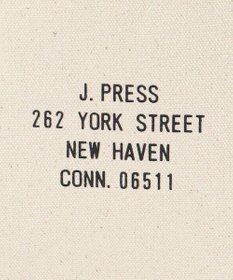 J. PRESS
262 YORK STREET
NEW HAVEN
CONN. 06511